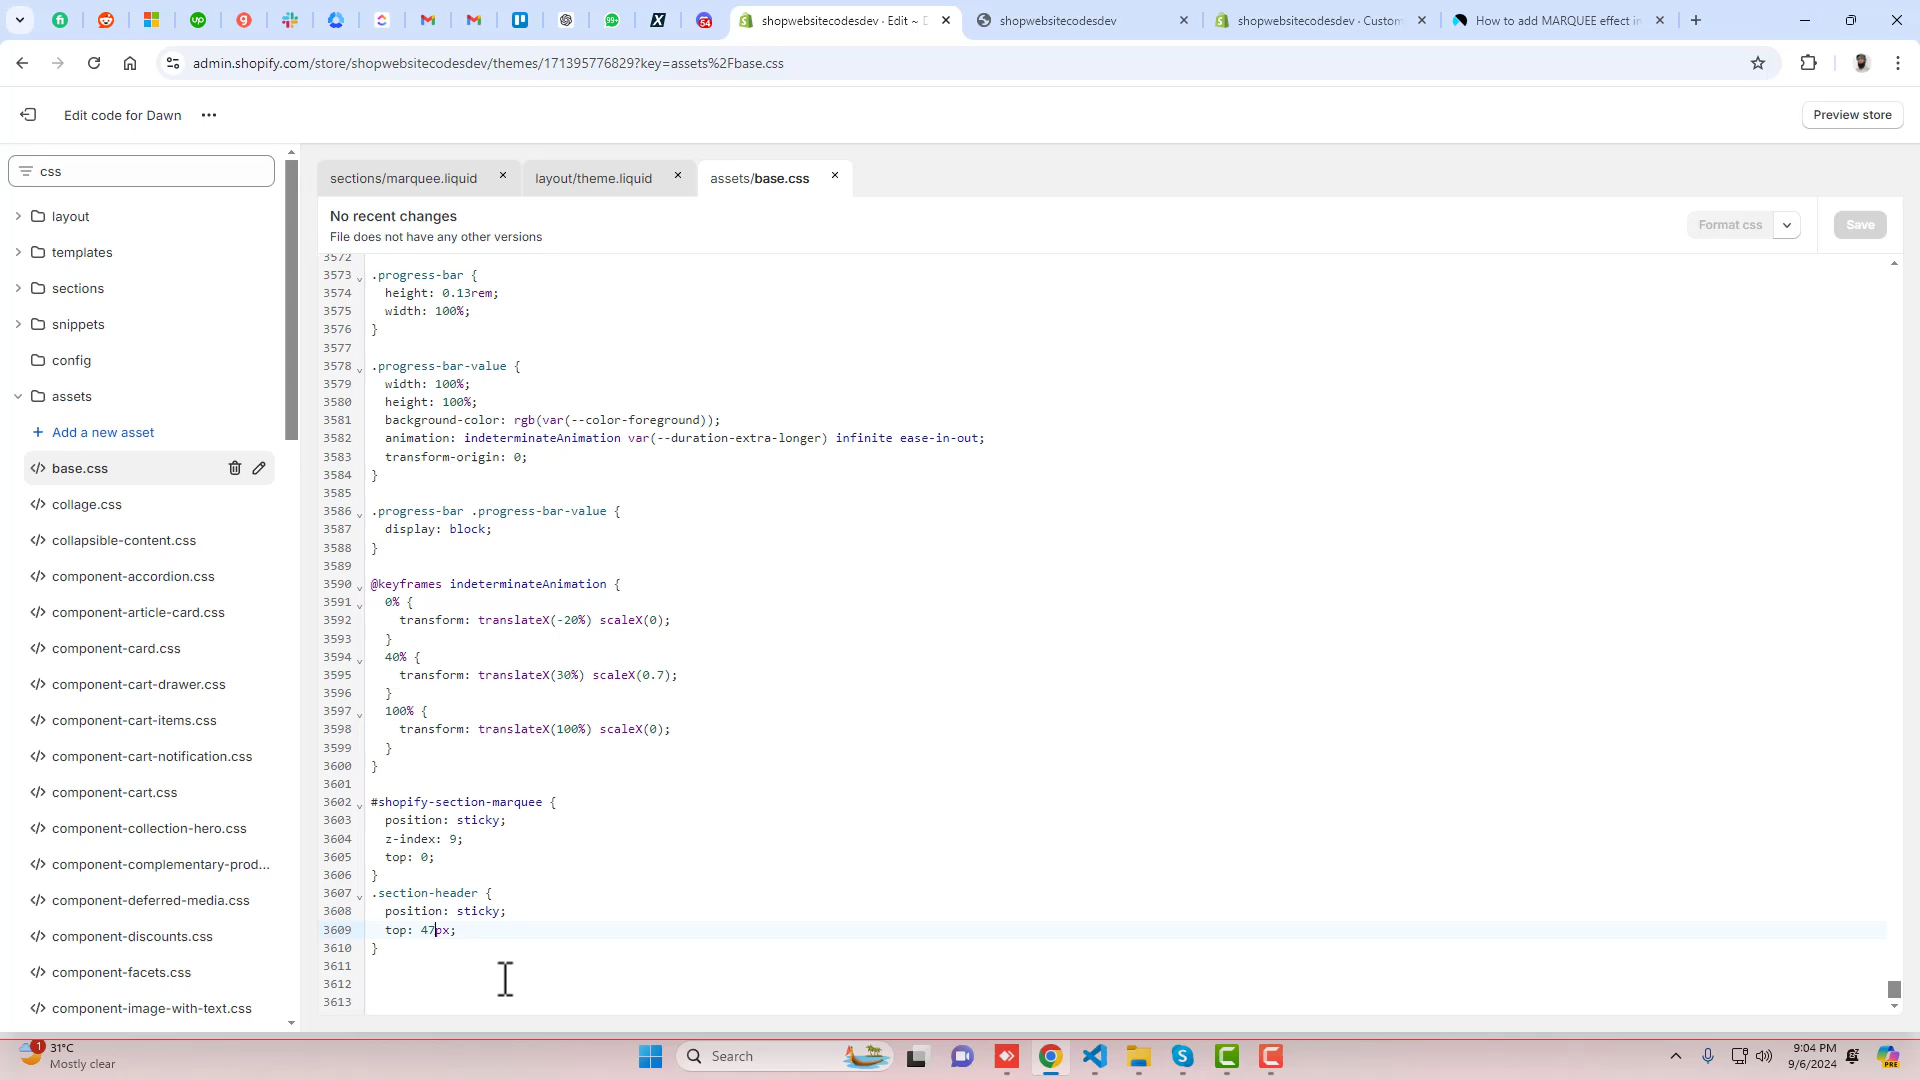 99+
54
shopwebsitecodesdev · Edit ~ D
shopwebsitecodesdev
shopwebsitecodesdev · Custom
How to add MARQUEE effect in
admin.shopify.com/store/shopwebsitecodesdev/themes/171395776829?key=assets%2Fbase.css
Edit code for Dawn
Preview store
css
layout
templates
sections
snippets
config
assets
Add a new asset
base.css
collage.css
collapsible-content.css
component-accordion.css
component-article-card.css
component-card.css
component-cart-drawer.css
component-cart-items.css
component-cart-notification.css
component-cart.css
component-collection-hero.css
component-complementary-prod...
component-deferred-media.css
component-discounts.css
component-facets.css
component-image-with-text.css
sections/marquee.liquid
layout/theme.liquid
assets/base.css
No recent changes
File does not have any other versions
Format css
Save
3572
3573 .progress-bar {
3574 height: 0.13rem;
3575 width: 100%;
3576 }
3577
3578 .progress-bar-value {
3579 width: 100%;
3580 height: 100%;
3581 background-color: rgb(var(--color-foreground));
3582 animation: indeterminateAnimation var(--duration-extra-longer) infinite ease-in-out;
3583 transform-origin: 0;
3584 }
3585
3586 .progress-bar .progress-bar-value {
3587 display: block;
3588 }
3589
3590 @keyframes indeterminateAnimation {
3591 0% {
3592 transform: translateX(-20%) scaleX(0);
3593 }
3594 40% {
3595 transform: translateX(30%) scaleX(0.7);
3596 }
3597 100% {
3598 transform: translateX(100%) scaleX(0);
3599 }
3600 }
3601
3602 #shopify-section-marquee {
3603 position: sticky;
3604 z-index: 9;
3605 top: 0;
3606 }
3607 .section-header {
3608 position: sticky;
3609 top: 47px;
3610 }
3611
3612
3613
1
31°C
Mostly clear
Search
9:04 PM
9/6/2024
PRE